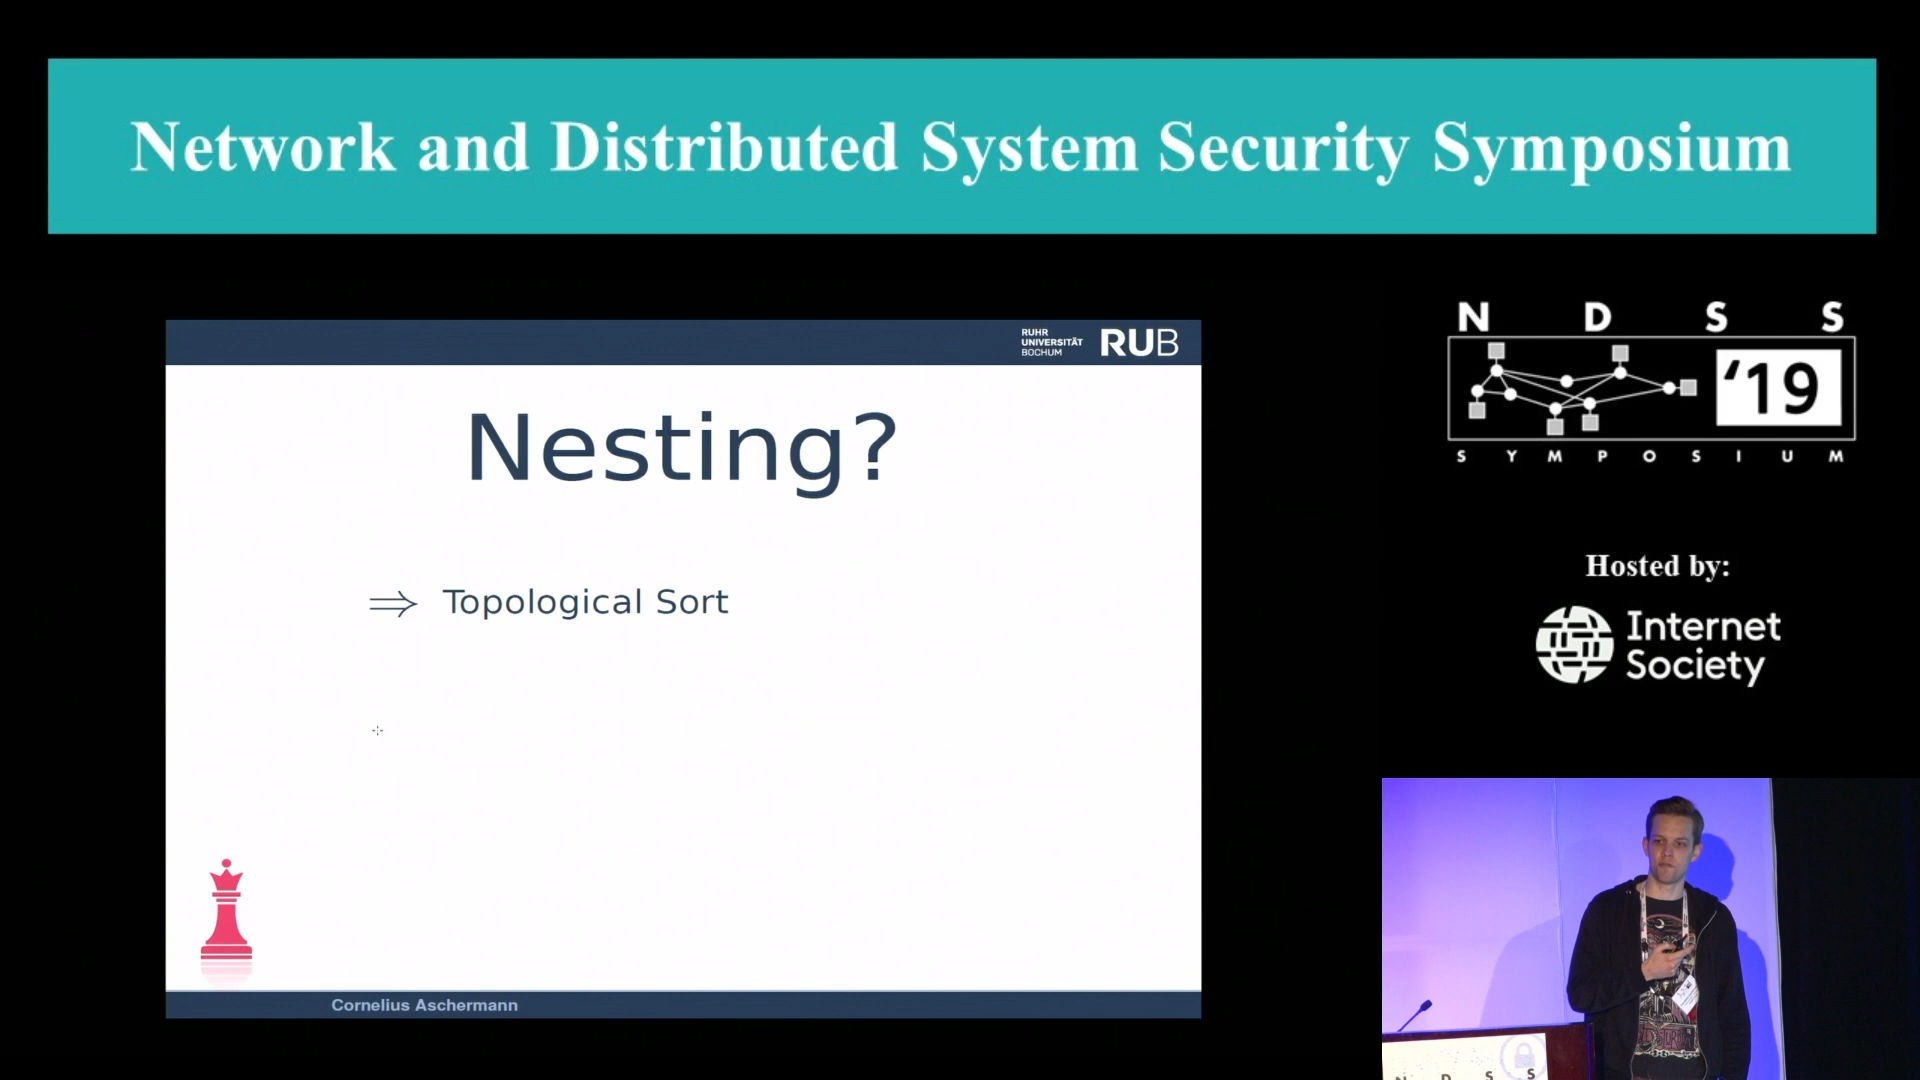 Network and Distributed System Security Symposium
N D S S
‘19
S Y M P O S I U M
RUHR
UNIVERSITÄT
BOCHUM
RUB
Nesting?
⇒ Topological Sort
Cornelius Aschermann
Hosted by:
Internet
Society
N D S S